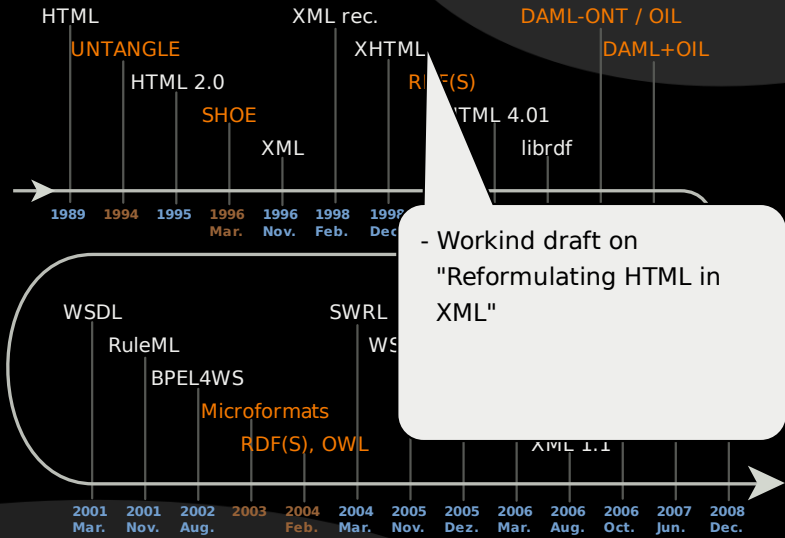 HTML
XML rec.
DAML-ONT / OIL
UNTANGLE
XHTML
DAML+OIL
HTML 2.0
SHOE
HTML 4.01
XML
librdf
1989
1994
1995
1996
Mar.
1996
Nov.
1998
Feb.
1998
- Workind draft on
"Reformulating HTML in
XML"
WSDL
SWRL
RuleML
BPEL4WS
Microformats
RDF(S), OWL
XML 1.1
2001
Mar.
2001
Nov.
2002
Aug.
2003
2004
Feb.
2004
Mar.
2005
Nov.
2005
Dez.
2006
Mar.
2006
Aug.
2006
Oct.
2007
Jun.
2008
Dec.